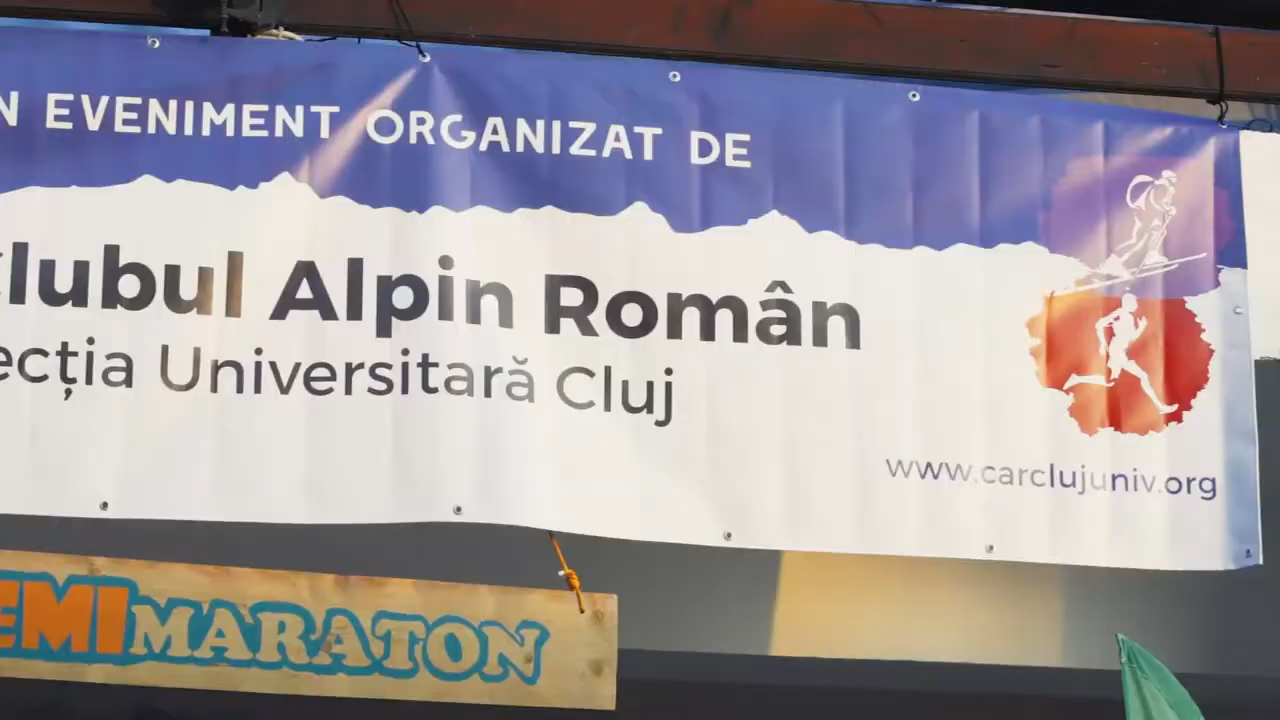 N EVENIMENT ORGANIZAT DE
lubul Alpin Român
ecția Universitară Cluj
www.carclujuniv.org
EMIMARATON